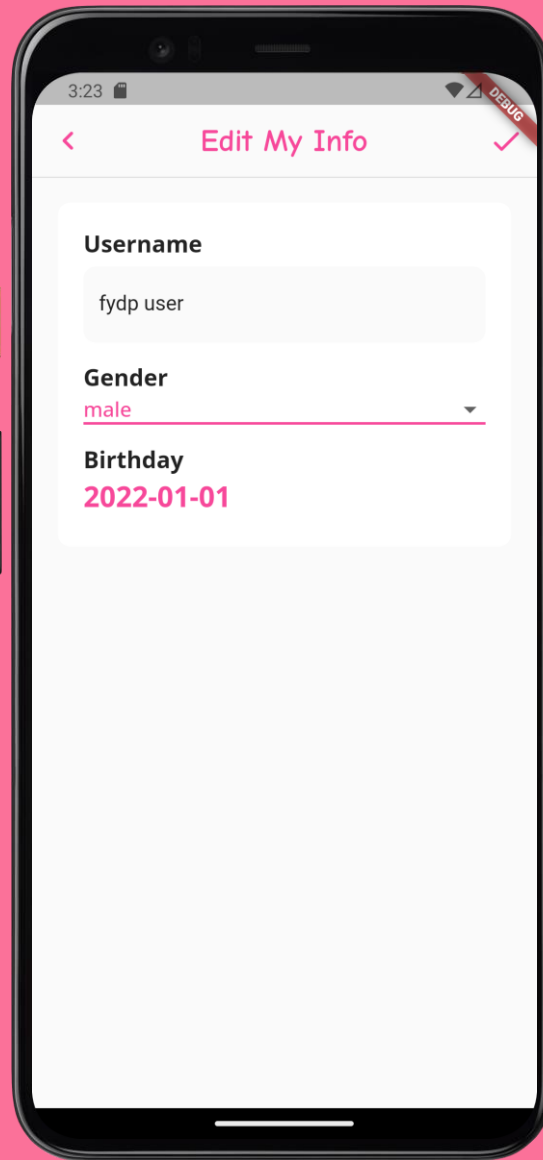 3:23
DEBUG
Edit My Info
Username
fydp user
Gender
male
Birthday
2022-01-01